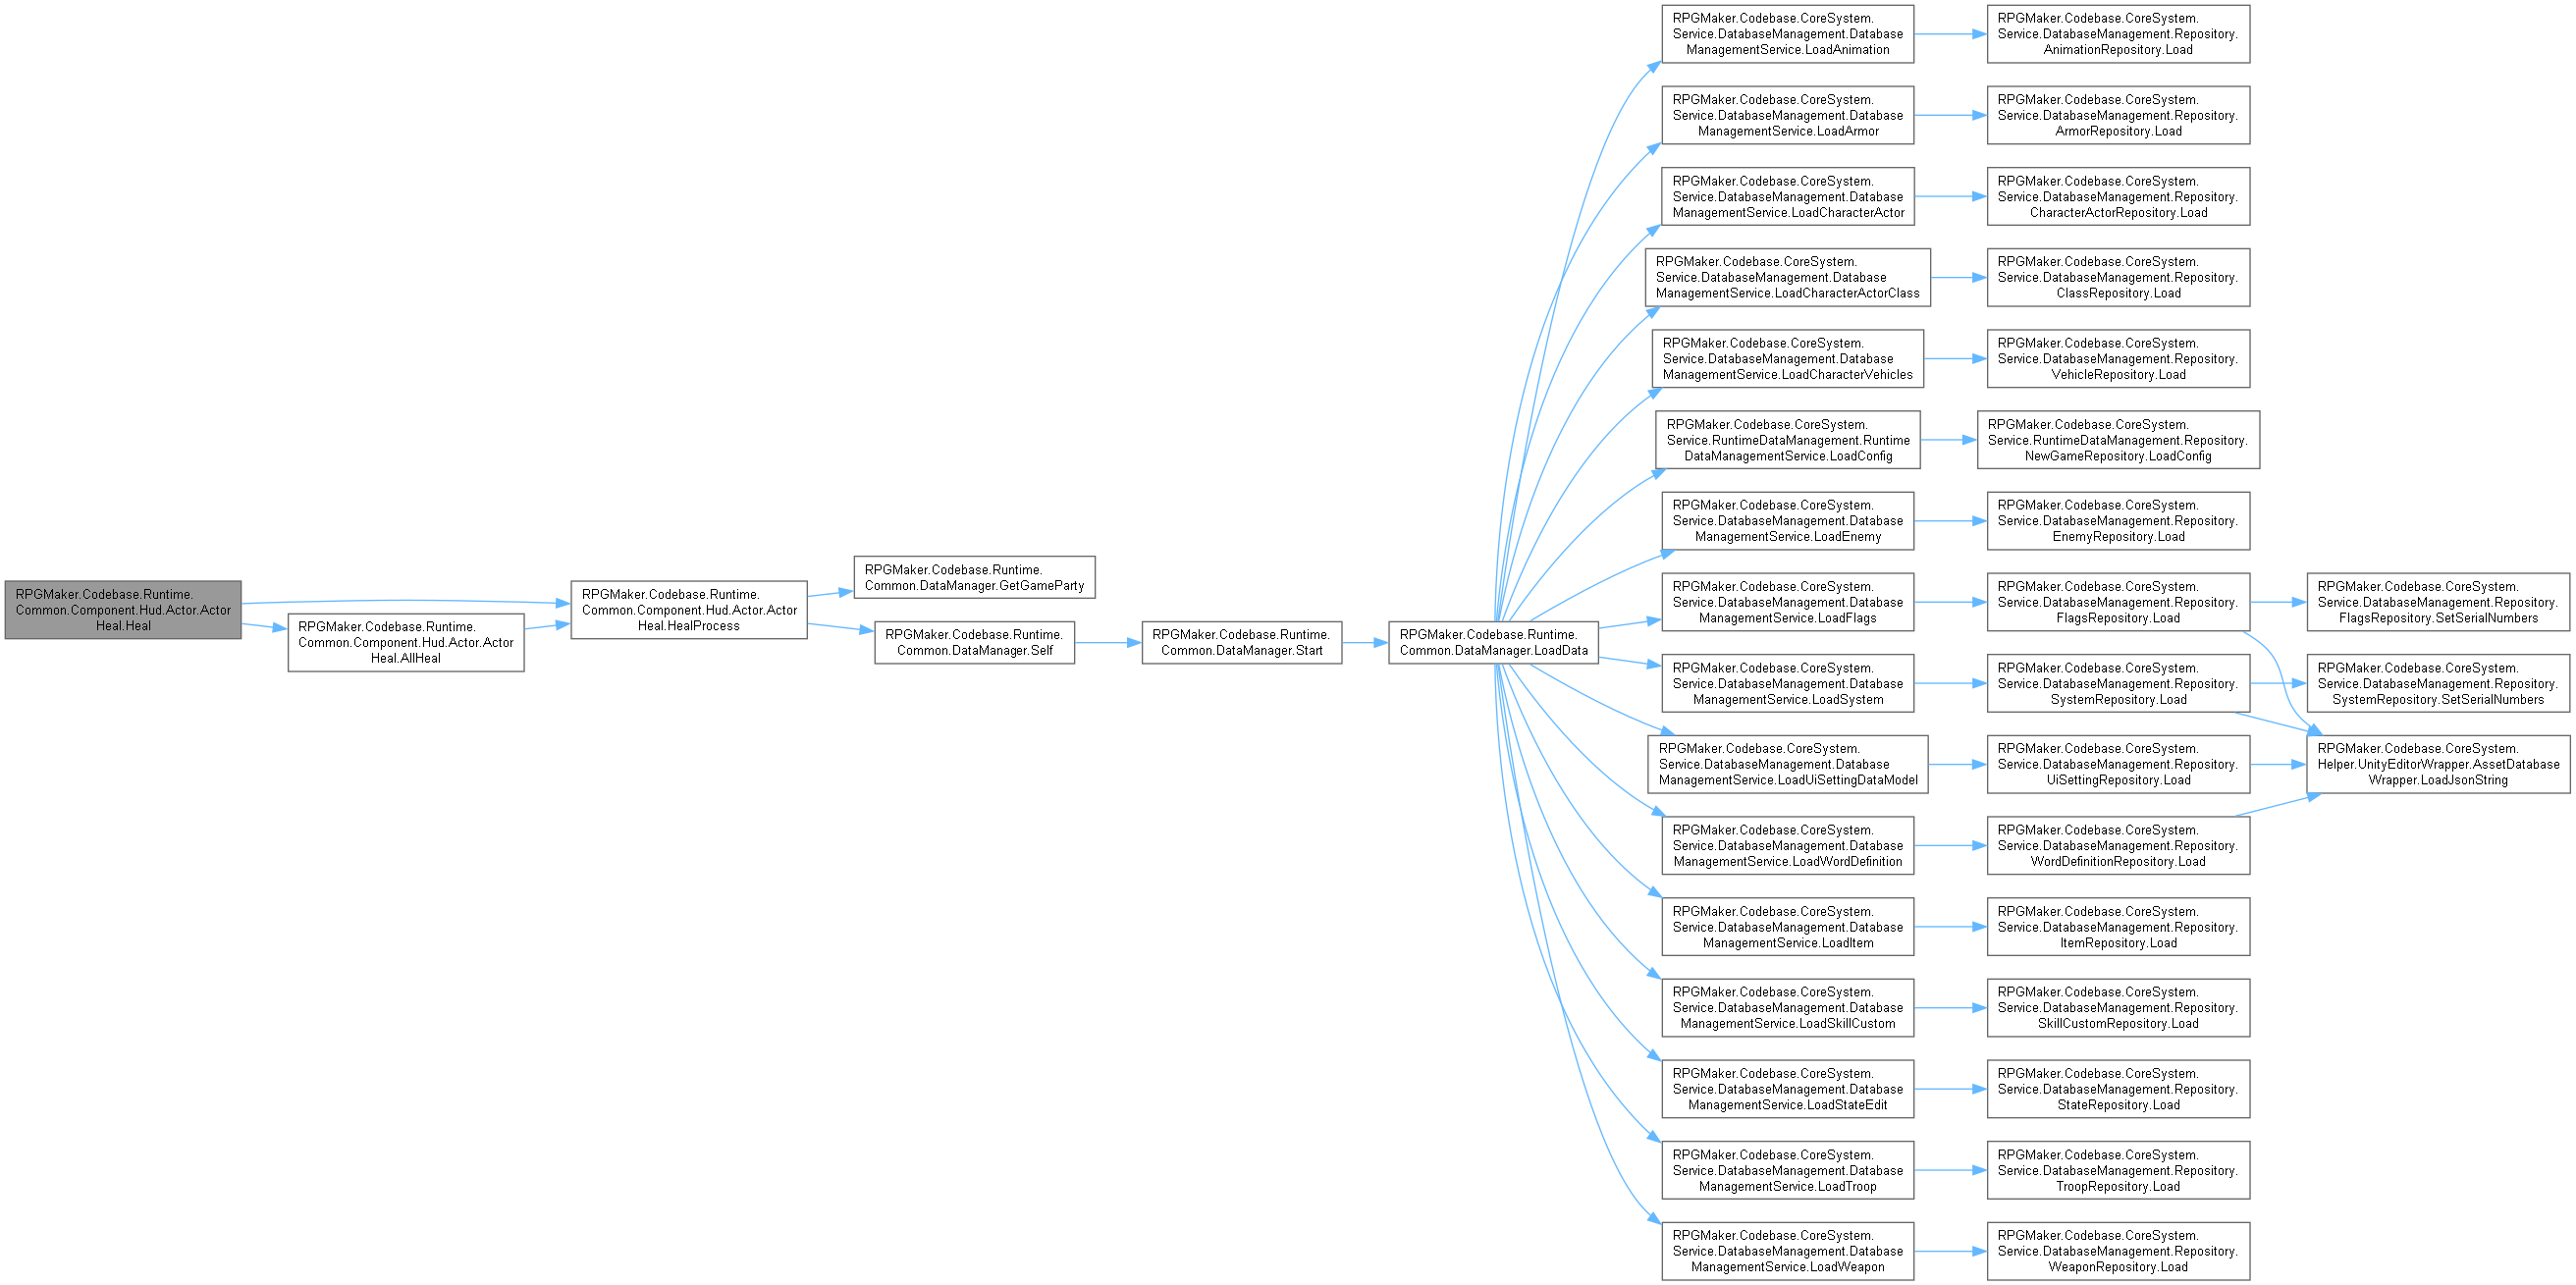 RPGMaker.Codebase.Runtime.
Common.Component.Hud.Actor.Actor
Heal.Heal
RPGMaker.Codebase.Runtime.
Common.Component.Hud.Actor.Actor
Heal.AllHeal
RPGMaker.Codebase.Runtime.
Common.Component.Hud.Actor.Actor
Heal.HealProcess
RPGMaker.Codebase.Runtime.
Common.DataManager.GetGameParty
RPGMaker.Codebase.Runtime.
Common.DataManager.Self
RPGMaker.Codebase.Runtime.
Common.DataManager.Start
RPGMaker.Codebase.Runtime.
Common.DataManager.LoadData
RPGMaker.Codebase.CoreSystem.
Service.DatabaseManagement.Database
ManagementService.LoadAnimation
RPGMaker.Codebase.CoreSystem.
Service.DatabaseManagement.Repository.
AnimationRepository.Load
RPGMaker.Codebase.CoreSystem.
Service.DatabaseManagement.Database
ManagementService.LoadArmor
RPGMaker.Codebase.CoreSystem.
Service.DatabaseManagement.Repository.
ArmorRepository.Load
RPGMaker.Codebase.CoreSystem.
Service.DatabaseManagement.Database
ManagementService.LoadCharacterActor
RPGMaker.Codebase.CoreSystem.
Service.DatabaseManagement.Repository.
CharacterActorRepository.Load
RPGMaker.Codebase.CoreSystem.
Service.DatabaseManagement.Database
ManagementService.LoadCharacterActorClass
RPGMaker.Codebase.CoreSystem.
Service.DatabaseManagement.Repository.
ClassRepository.Load
RPGMaker.Codebase.CoreSystem.
Service.DatabaseManagement.Database
ManagementService.LoadCharacterVehicles
RPGMaker.Codebase.CoreSystem.
Service.DatabaseManagement.Repository.
VehicleRepository.Load
RPGMaker.Codebase.CoreSystem.
Service.RuntimeDataManagement.Runtime
DataManagementService.LoadConfig
RPGMaker.Codebase.CoreSystem.
Service.RuntimeDataManagement.Repository.
NewGameRepository.LoadConfig
RPGMaker.Codebase.CoreSystem.
Service.DatabaseManagement.Database
ManagementService.LoadEnemy
RPGMaker.Codebase.CoreSystem.
Service.DatabaseManagement.Repository.
EnemyRepository.Load
RPGMaker.Codebase.CoreSystem.
Service.DatabaseManagement.Database
ManagementService.LoadFlags
RPGMaker.Codebase.CoreSystem.
Service.DatabaseManagement.Repository.
FlagsRepository.Load
RPGMaker.Codebase.CoreSystem.
Service.DatabaseManagement.Repository.
FlagsRepository.SetSerialNumbers
RPGMaker.Codebase.CoreSystem.
Service.DatabaseManagement.Database
ManagementService.LoadSystem
RPGMaker.Codebase.CoreSystem.
Service.DatabaseManagement.Repository.
SystemRepository.Load
RPGMaker.Codebase.CoreSystem.
Service.DatabaseManagement.Repository.
SystemRepository.SetSerialNumbers
RPGMaker.Codebase.CoreSystem.
Service.DatabaseManagement.Database
ManagementService.LoadUiSettingDataModel
RPGMaker.Codebase.CoreSystem.
Service.DatabaseManagement.Repository.
UiSettingRepository.Load
RPGMaker.Codebase.CoreSystem.
Helper.UnityEditorWrapper.AssetDatabase
Wrapper.LoadJsonString
RPGMaker.Codebase.CoreSystem.
Service.DatabaseManagement.Database
ManagementService.LoadWordDefinition
RPGMaker.Codebase.CoreSystem.
Service.DatabaseManagement.Repository.
WordDefinitionRepository.Load
RPGMaker.Codebase.CoreSystem.
Service.DatabaseManagement.Database
ManagementService.LoadItem
RPGMaker.Codebase.CoreSystem.
Service.DatabaseManagement.Repository.
ItemRepository.Load
RPGMaker.Codebase.CoreSystem.
Service.DatabaseManagement.Database
ManagementService.LoadSkillCustom
RPGMaker.Codebase.CoreSystem.
Service.DatabaseManagement.Repository.
SkillCustomRepository.Load
RPGMaker.Codebase.CoreSystem.
Service.DatabaseManagement.Database
ManagementService.LoadStateEdit
RPGMaker.Codebase.CoreSystem.
Service.DatabaseManagement.Repository.
StateRepository.Load
RPGMaker.Codebase.CoreSystem.
Service.DatabaseManagement.Database
ManagementService.LoadTroop
RPGMaker.Codebase.CoreSystem.
Service.DatabaseManagement.Repository.
TroopRepository.Load
RPGMaker.Codebase.CoreSystem.
Service.DatabaseManagement.Database
ManagementService.LoadWeapon
RPGMaker.Codebase.CoreSystem.
Service.DatabaseManagement.Repository.
WeaponRepository.Load